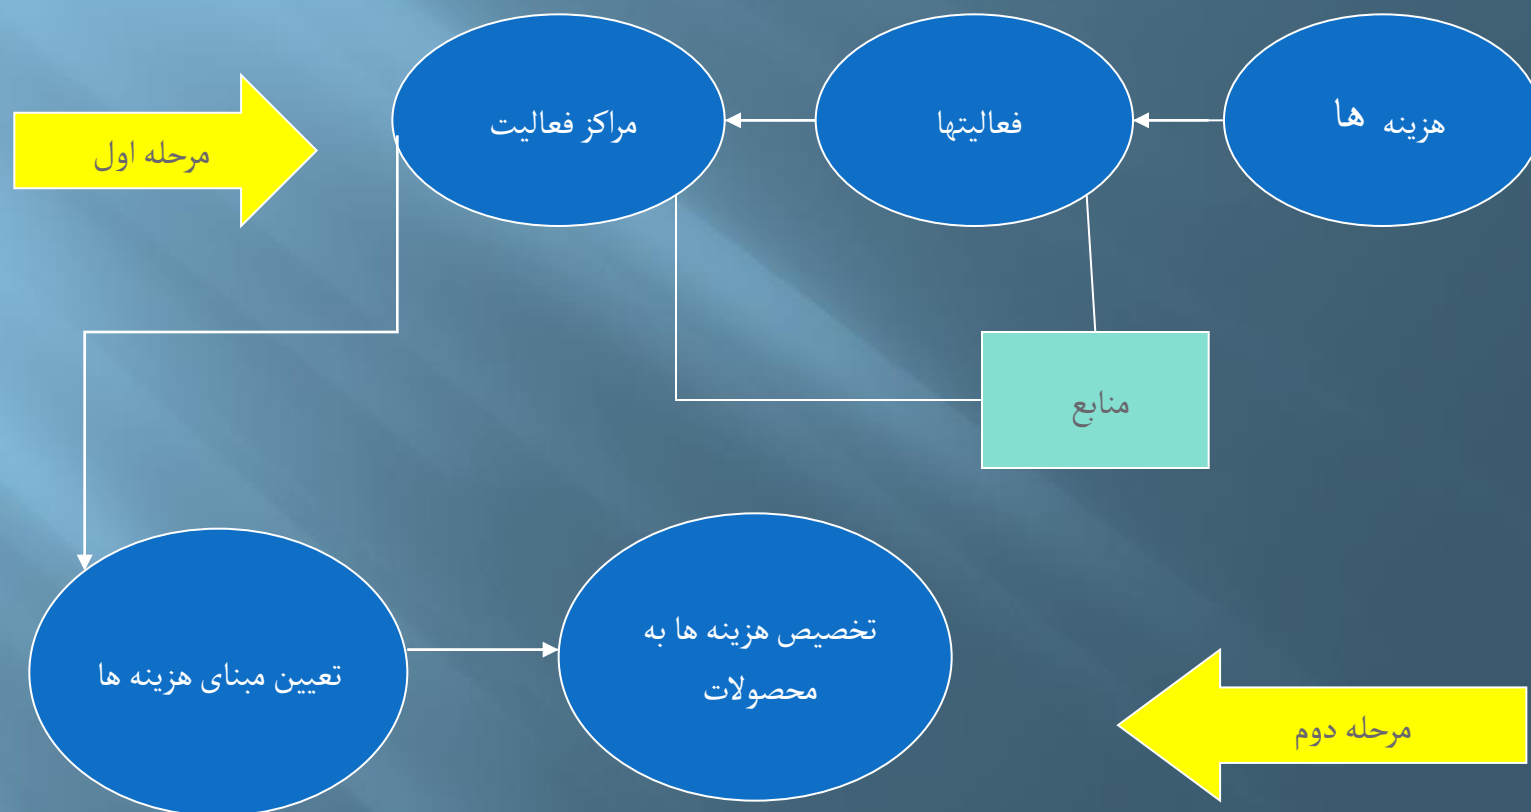 هزینه ها
فعالیتها
مراکز فعالیت
مرحله اول
منابع
تخصیص هزینه ها به
محصولات
تعیین مبنای هزینه ها
مرحله دوم